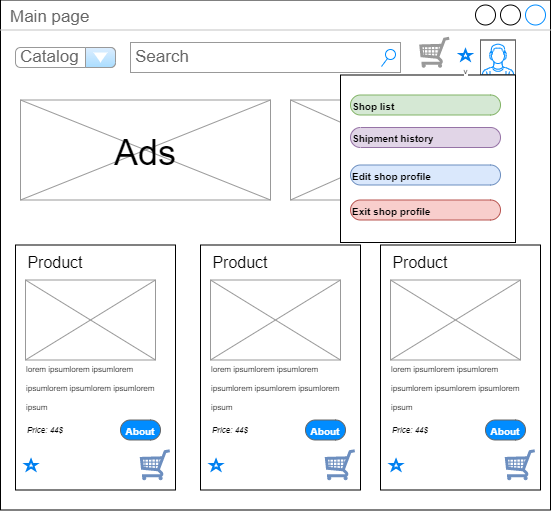 Main page
Catalog
Search
v
Ads
Shop list
Shipment history
Edit shop profile
Exit shop profile
Product
lorem ipsumlorem ipsumlorem
ipsumlorem ipsumlorem ipsumlorem
ipsum
Price: 44$
About
Product
lorem ipsumlorem ipsumlorem
ipsumlorem ipsumlorem ipsumlorem
ipsum
Price: 44$
About
Product
lorem ipsumlorem ipsumlorem
ipsumlorem ipsumlorem ipsumlorem
ipsum
Price: 44$
About